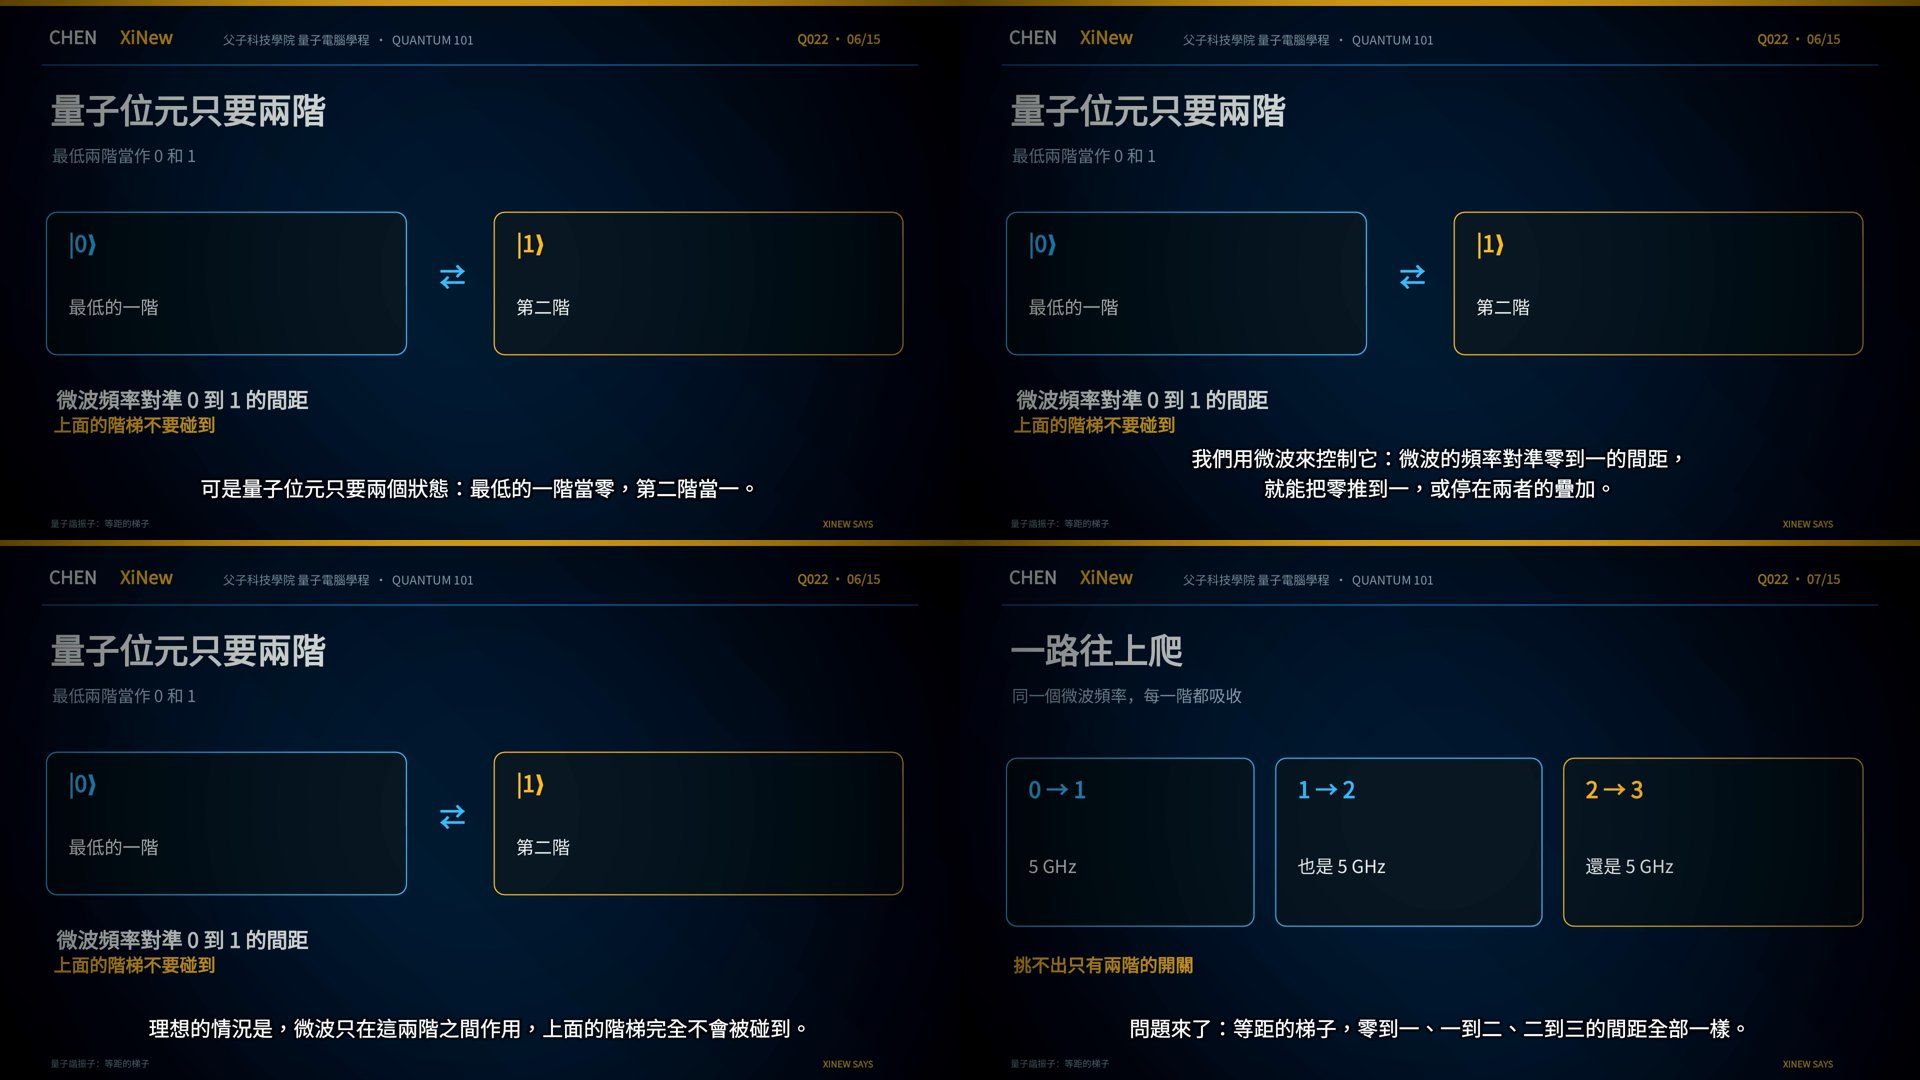 CHEN XiNew 父子科技學院 量子電腦學程 · QUANTUM 101 Q022 · 06/15
量子位元只要兩階
最低兩階當作 0 和 1
|0⟩ ⇄ |1⟩
最低的一階 第二階
微波頻率對準 0 到 1 的間距
上面的階梯不要碰到
可是量子位元只要兩個狀態：最低的一階當零，第二階當一。
量子諧振子：等距的梯子 XINEW SAYS
CHEN XiNew 父子科技學院 量子電腦學程 · QUANTUM 101 Q022 · 06/15
量子位元只要兩階
最低兩階當作 0 和 1
|0⟩ ⇄ |1⟩
最低的一階 第二階
微波頻率對準 0 到 1 的間距
上面的階梯不要碰到
我們用微波來控制它：微波的頻率對準零到一的間距，
就能把零推到一，或停在兩者的疊加。
量子諧振子：等距的梯子 XINEW SAYS
CHEN XiNew 父子科技學院 量子電腦學程 · QUANTUM 101 Q022 · 06/15
量子位元只要兩階
最低兩階當作 0 和 1
|0⟩ ⇄ |1⟩
最低的一階 第二階
微波頻率對準 0 到 1 的間距
上面的階梯不要碰到
理想的情況是，微波只在這兩階之間作用，上面的階梯完全不會被碰到。
量子諧振子：等距的梯子 XINEW SAYS
CHEN XiNew 父子科技學院 量子電腦學程 · QUANTUM 101 Q022 · 07/15
一路往上爬
同一個微波頻率，每一階都吸收
0→1 1→2 2→3
5 GHz 也是 5 GHz 還是 5 GHz
挑不出只有兩階的開關
問題來了：等距的梯子，零到一、一到二、二到三的間距全部一樣。
量子諧振子：等距的梯子 XINEW SAYS